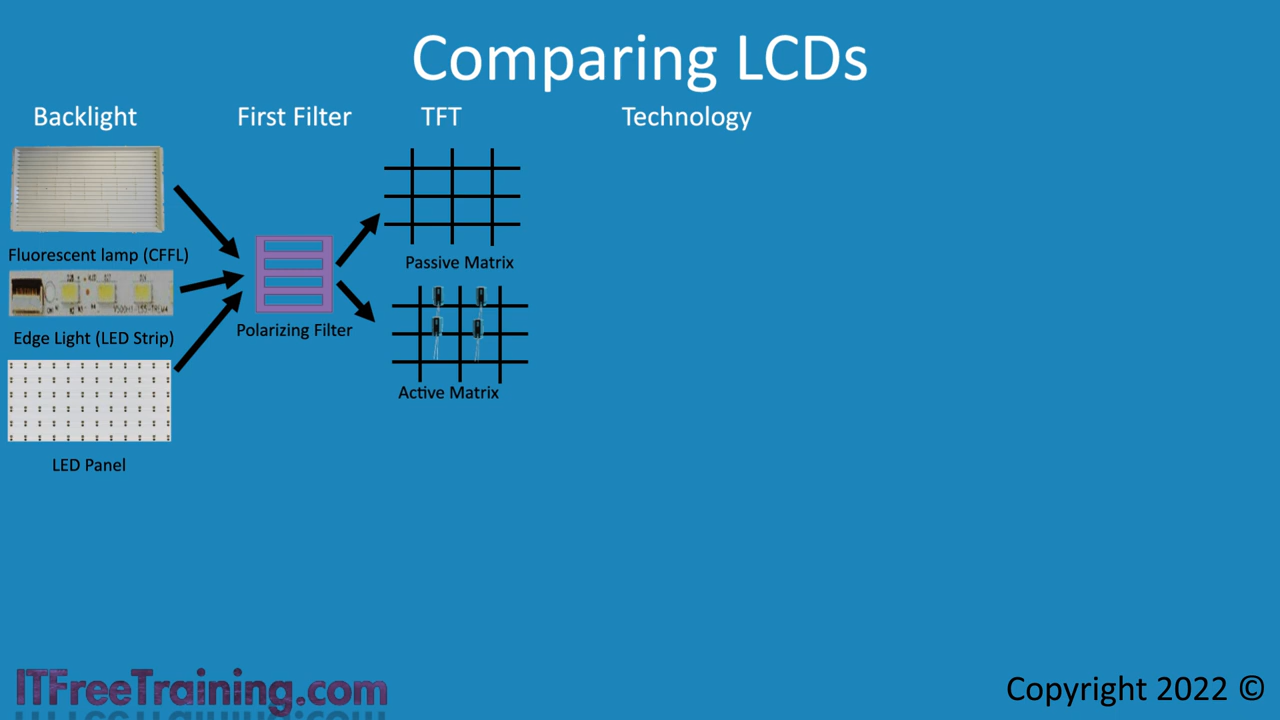 Comparing LCDs
Backlight
First Filter
TFT
Technology
Fluorescent lamp (CFFL)
Passive Matrix
Edge Light (LED Strip)
Polarizing Filter
Active Matrix
LED Panel
ITFreeTraining.com
Copyright 2022 ©